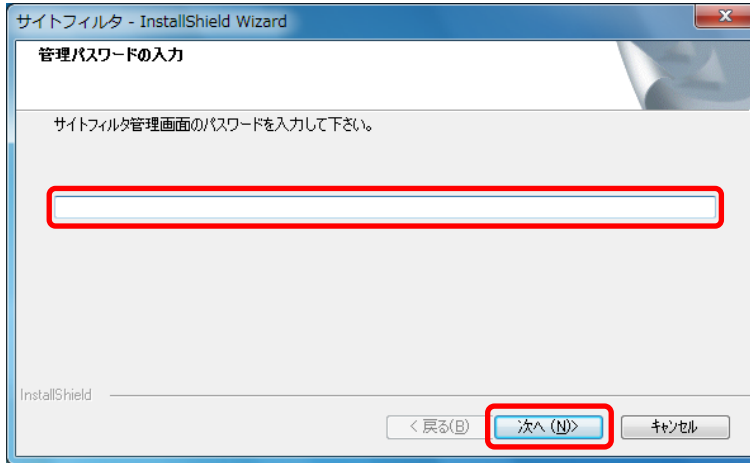 サイトフィルタ - InstallShield Wizard
管理パスワードの入力
サイトフィルタ管理画面のパスワードを入力して下さい。
InstallShield
< 戻る(B)
次へ (N)>
キャンセル